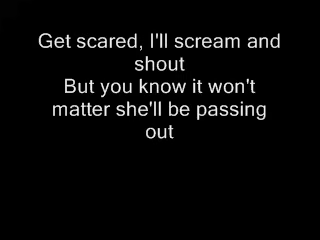 Get scared, I'll scream and
shout
But you know it won't
matter she'll be passing
out